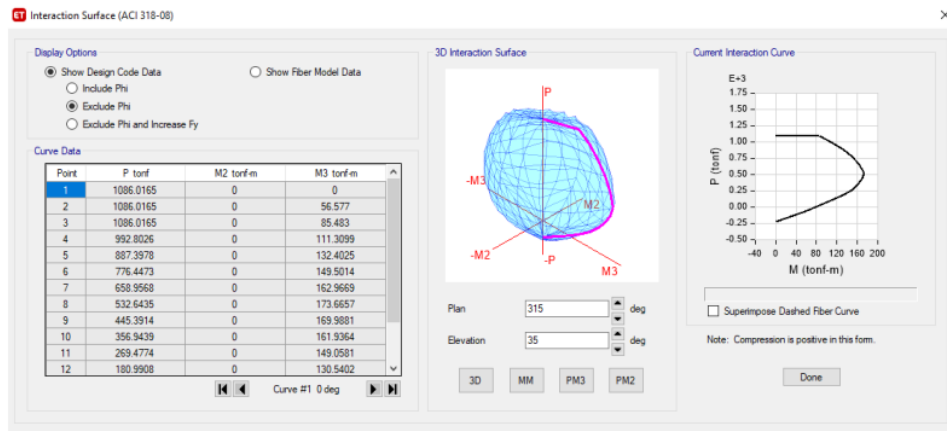 ET Interaction Surface (ACI 318-08)
Display Options
Show Design Code Data Show Fiber Model Data
Include Phi
Exclude Phi
Exclude Phi and Increase Fy
Curve Data
Point P tonf M2 tonf-m M3 tonf-m
1 1086.0165 0 0
2 1086.0165 0 56.577
3 1086.0165 0 85.483
4 992.8026 0 111.3099
5 887.3978 0 132.4025
6 776.4473 0 149.5014
7 658.9568 0 162.9669
8 532.6435 0 173.6657
9 445.3914 0 169.9881
10 356.9439 0 161.9364
11 269.4774 0 149.0581
12 180.9908 0 130.5402
Curve #1 0 deg
3D Interaction Surface
P
-M3
M2
-M2
-P
M3
Plan 315 deg
Elevation 35 deg
3D MM PM3 PM2
Current Interaction Curve
E+3
1.75
1.50
1.25
1.00
0.75
0.50
0.25
0.00
-0.25
-0.50
P (tonf)
-40 0 40 80 120 160 200
M (tonf-m)
Superimpose Dashed Fiber Curve
Note: Compression is positive in this form.
Done